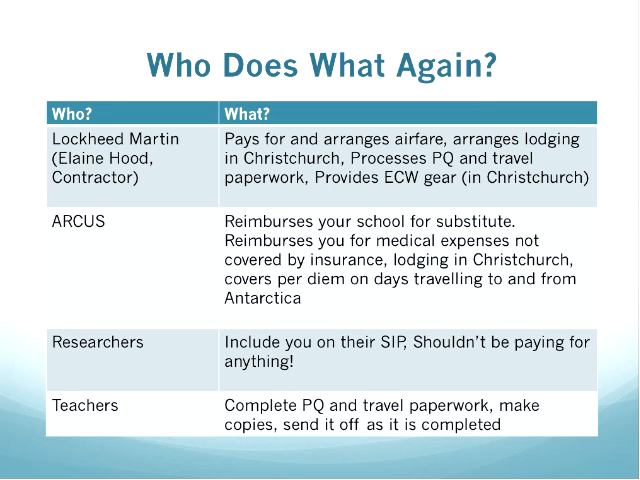 Who Does What Again?
Who? What?
Lockheed Martin Pays for and arranges airfare, arranges lodging
(Elaine Hood, in Christchurch, Processes PQ and travel
Contractor) paperwork, Provides ECW gear (in Christchurch)
ARCUS Reimburses your school for substitute.
Reimburses you for medical expenses not
covered by insurance, lodging in Christchurch,
covers per diem on days travelling to and from
Antarctica
Researchers Include you on their SIP, Shouldn't be paying for
anything!
Teachers Complete PQ and travel paperwork, make
copies, send it off as it is completed